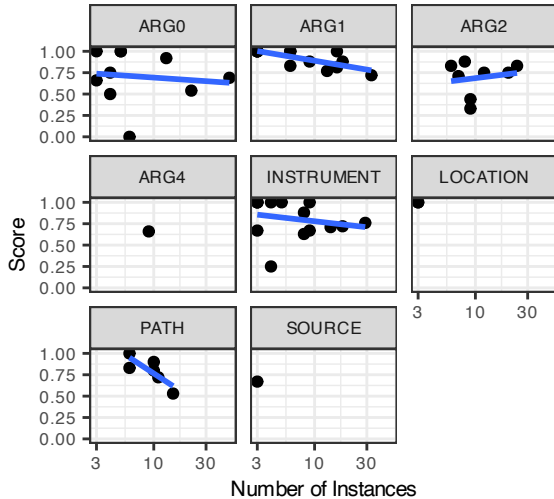 ARG0 ARG1 ARG2
1.00
0.75
0.50
0.25
0.00
ARG4 INSTRUMENT LOCATION
1.00
0.75
0.50
0.25
0.00
3 10 30
PATH SOURCE
1.00
0.75
0.50
0.25
0.00
3 10 30 3 10 30
Score
Number of Instances